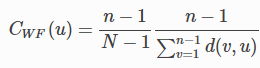 C_{WF}(u) = \frac{n-1}{N-1} \frac{n-1}{\sum_{v=1}^{n-1} d(v,u)}